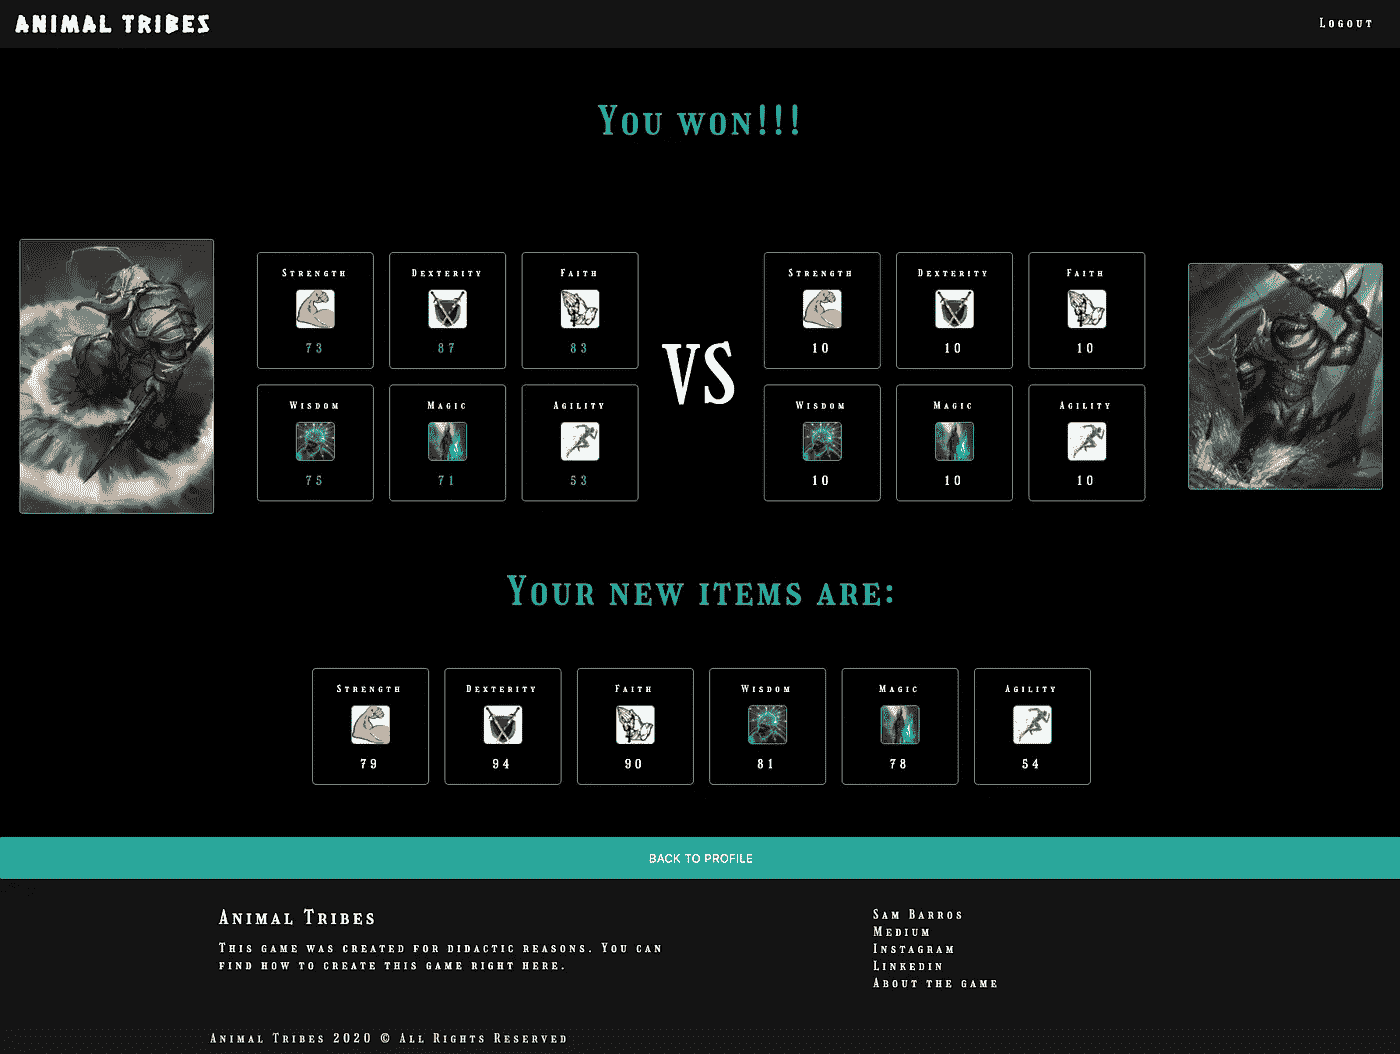 ANIMAL TRIBES
Logout
You won!!!
Strength Dexterity Faith
73 87 83
Wisdom Magic Agility
75 71 53
VS
Strength Dexterity Faith
10 10 10
Wisdom Magic Agility
10 10 10
Your new items are:
Strength Dexterity Faith Wisdom Magic Agility
79 94 90 81 78 54
BACK TO PROFILE
Animal Tribes
This game was created for didactic reasons. You can
find how to create this game right here.
Sam Barros
Medium
Instagram
Linkedin
About the game
Animal Tribes 2020 © All Rights Reserved